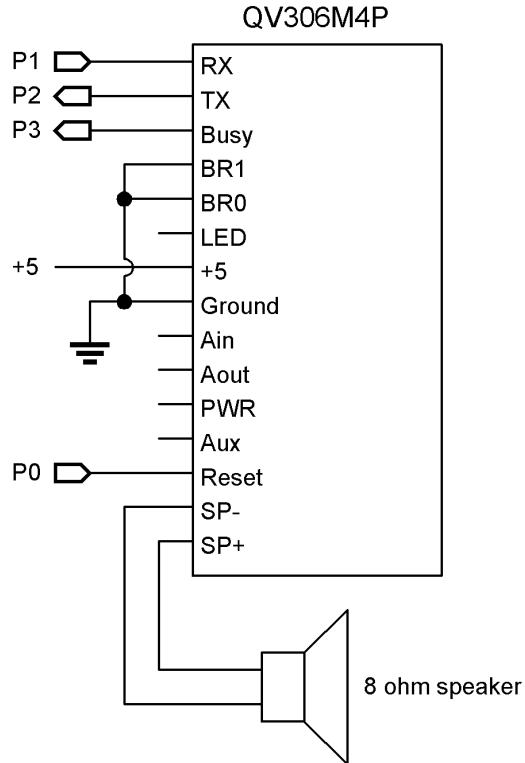 QV306M4P
P1 RX
P2 TX
P3 Busy
BR1
BR0
LED
+5 +5
Ground
Ain
Aout
PWR
Aux
P0 Reset
SP-
SP+
8 ohm speaker